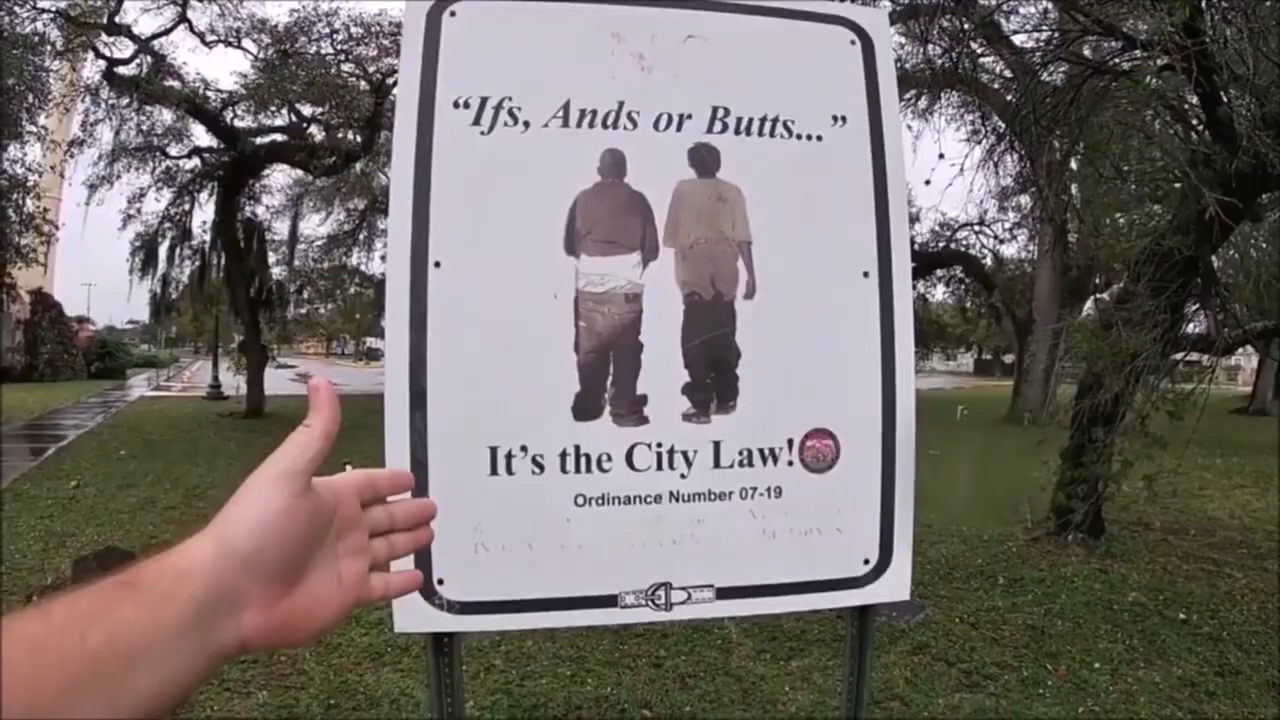 “Ifs, Ands or Butts...”
It’s the City Law!
Ordinance Number 07-19